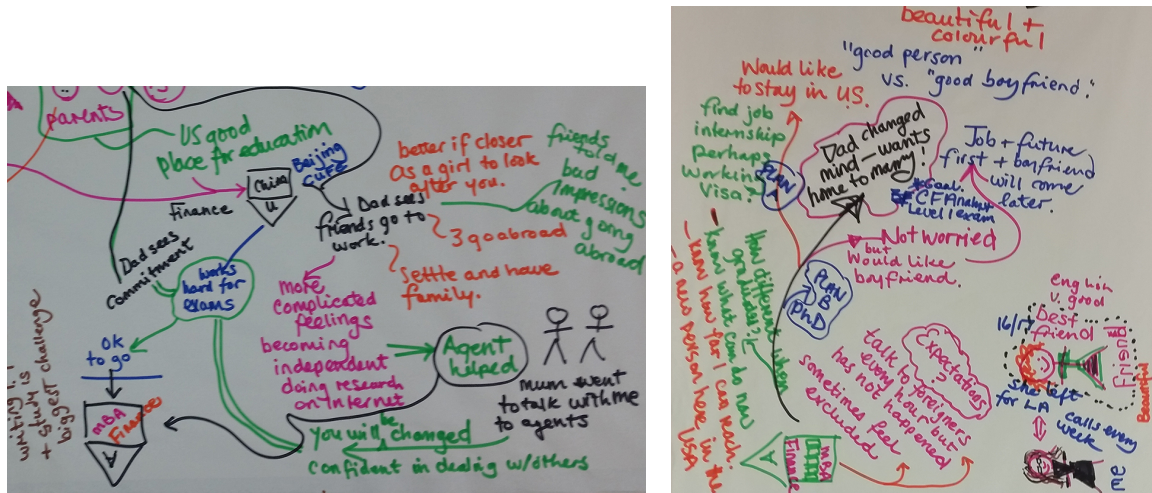 parents
US good
place for education
China
U
Finance
Beijing
CUFE
Dad sees
friends go to
work.
better if closer
as a girl to look
after you.
3 go abroad
Settle and have
family.
friends
told me
bad
impressions
about going
abroad
Dad sees
Commitment
works
hard for
exams
OK
to go
MBA
Finance
A
+ study is
biggest challenge
more
complicated
feelings
becoming
independent
doing research
on internet
Agent
helped
mum went
to talk with me
to agents
You will be changed
confident in dealing w/others
beautiful +
colourful
"good person"
vs. "good boyfriend."
Would like
to stay in US.
find job
internship
perhaps
working
visa?
PLAN
A
Dad changed
mind - wants
home to marry!
Job + future
first + boyfriend
will come
later.
*Goal.
CF Analyst
Level 1 exam
Not worried
but
Would like
boyfriend.
PLAN
B
PhD
How different when
graduates?
- Know what can do now
- Know how far I can reach.
- a new person here, in the
USA
Expectations?
talk to foreigners
every hour but
has not happened
sometimes feel
excluded
MBA
Finance
A
english
v. good
best
friend
16/17
she left
for LA
calls every
week
Beautiful
me